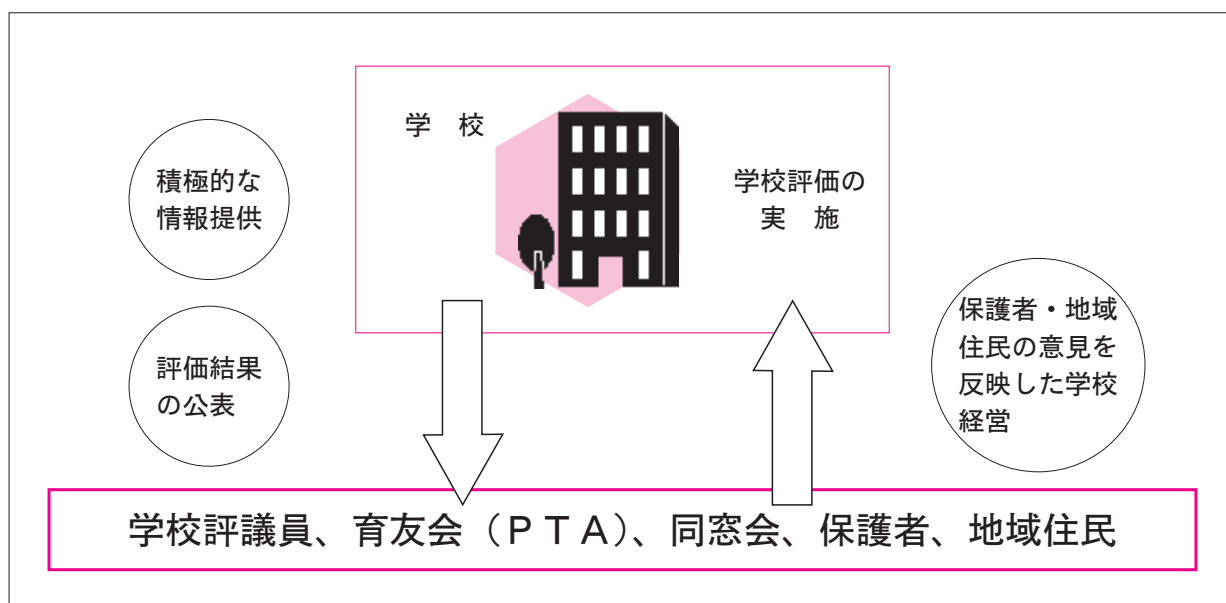 学　校
学校評価の
実　施
積極的な
情報提供
評価結果
の公表
保護者・地域
住民の意見を
反映した学校
経営
学校評議員、育友会（ＰＴＡ）、同窓会、保護者、地域住民